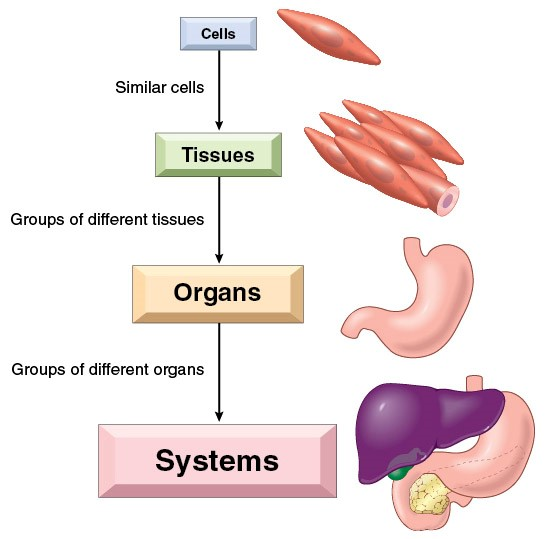 Cells
Similar cells
Tissues
Groups of different tissues
Organs
Groups of different organs
Systems